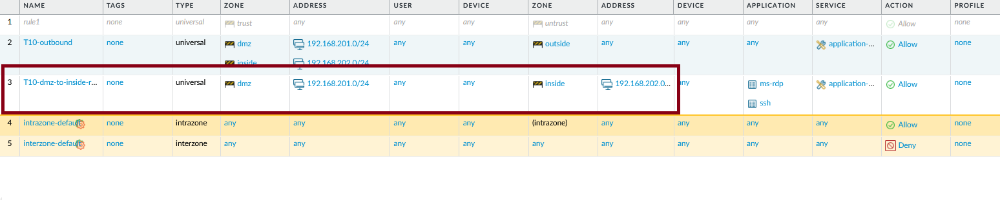 NAME TAGS TYPE ZONE ADDRESS USER DEVICE ZONE ADDRESS DEVICE APPLICATION SERVICE ACTION PROFILE
1 rule1 none universal trust any any any untrust any any any any Allow none
2 T10-outbound none universal dmz 192.168.201.0/24 any any outside any any any application-... Allow none
inside 192.168.202.0/24
3 T10-dmz-to-inside-r... none universal dmz 192.168.201.0/24 any any inside 192.168.202.0... any ms-rdp application-... Allow none
ssh
4 intrazone-default none intrazone any any any any (intrazone) any any any any Allow none
5 interzone-default none interzone any any any any any any any any any Deny none